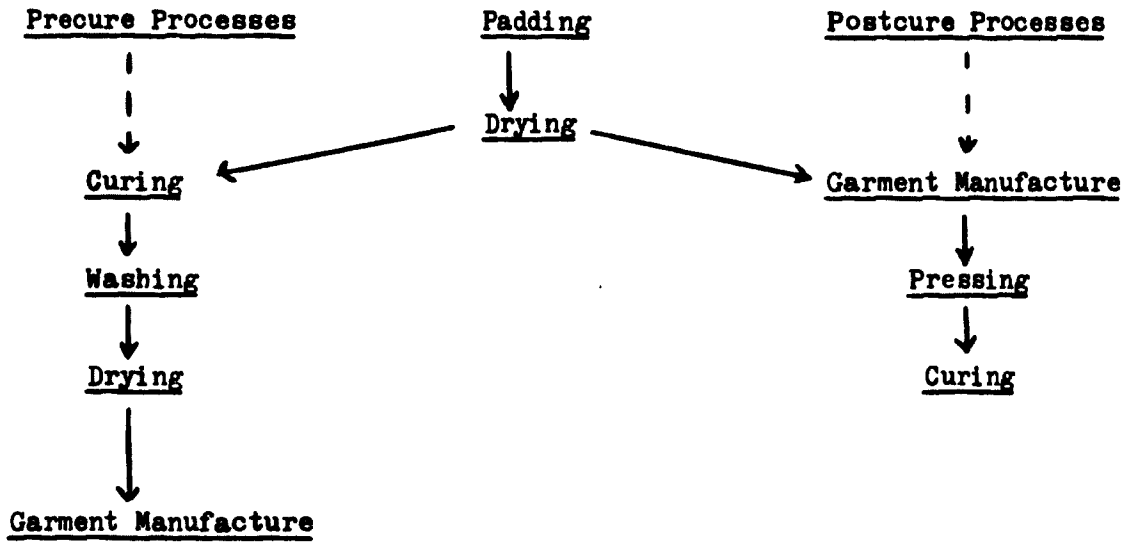 Precure Processes
Padding
Postcure Processes
Drying
Curing
Garment Manufacture
Washing
Pressing
Drying
Curing
Garment Manufacture